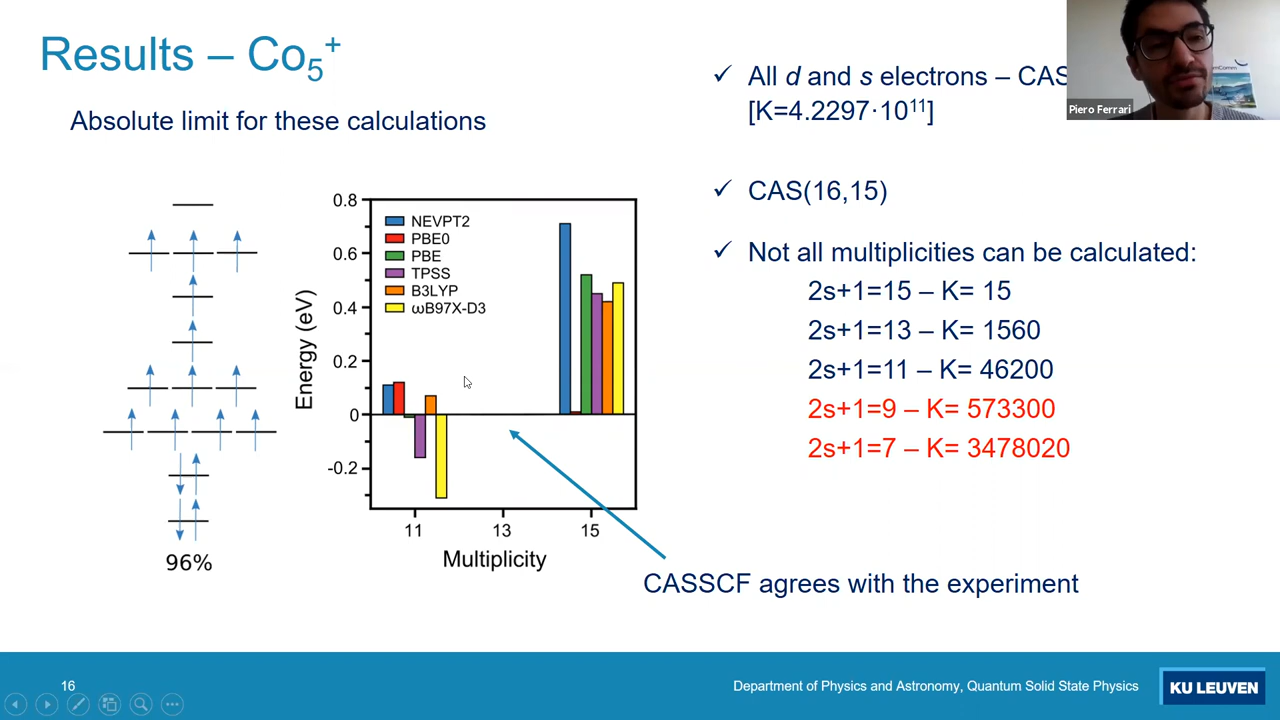 Results – Co₅⁺
Absolute limit for these calculations
✓ All d and s electrons – CAS
[K=4.2297·10¹¹]
Piero Ferrari
✓ CAS(16,15)
✓ Not all multiplicities can be calculated:
2s+1=15 – K= 15
2s+1=13 – K= 1560
2s+1=11 – K= 46200
2s+1=9 – K= 573300
2s+1=7 – K= 3478020
96%
Energy (eV)
0.8
0.6
0.4
0.2
0
-0.2
NEVPT2
PBE0
PBE
TPSS
B3LYP
ωB97X-D3
11 13 15
Multiplicity
CASSCF agrees with the experiment
16
Department of Physics and Astronomy, Quantum Solid State Physics
KU LEUVEN